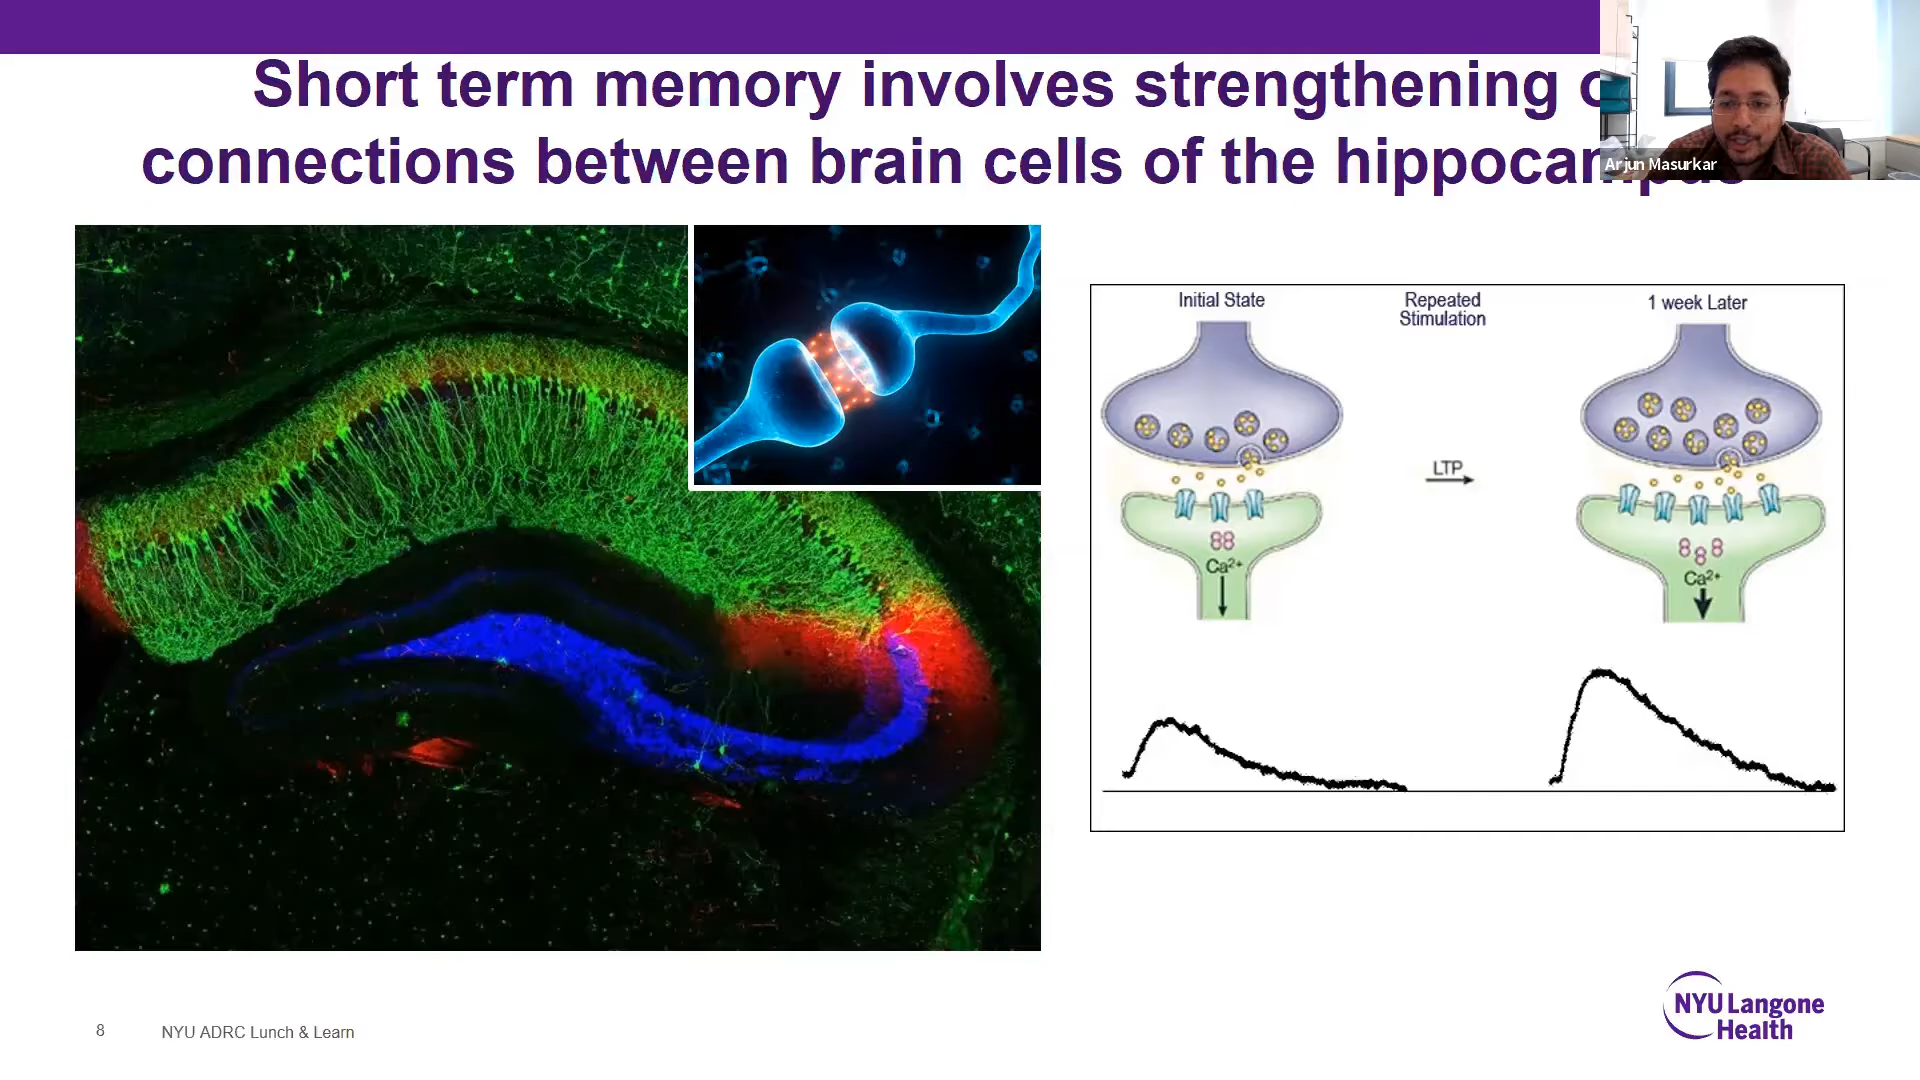 Short term memory involves strengthening
connections between brain cells of the hippocampus
Arjun Masurkar
Initial State
Repeated
Stimulation
1 week Later
LTP
Ca2+
Ca2+
8
NYU ADRC Lunch & Learn
NYU Langone
Health